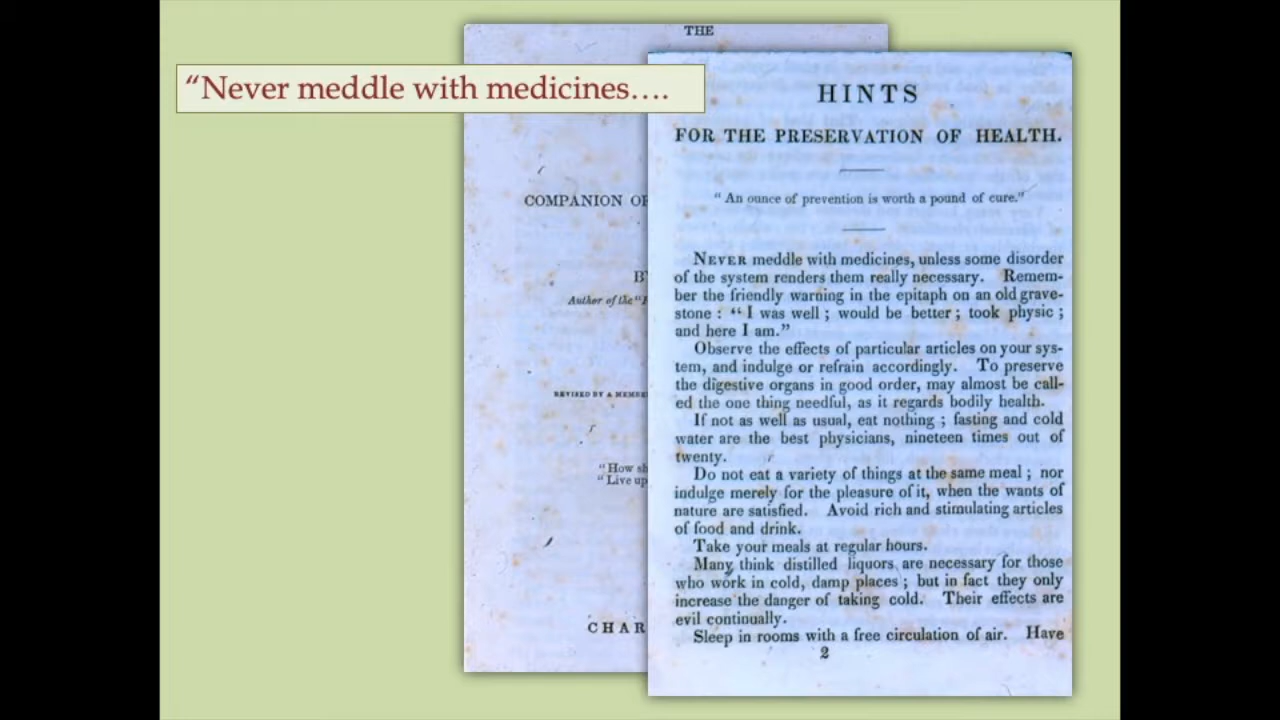 “Never meddle with medicines….
THE
COMPANION OF
Author of the "
REVISED BY A MEMBE
"How sh
"Live up
CHAR
HINTS
FOR THE PRESERVATION OF HEALTH.
"An ounce of prevention is worth a pound of cure."
NEVER meddle with medicines, unless some disorder
of the system renders them really necessary. Remem-
ber the friendly warning in the epitaph on an old grave-
stone : "I was well ; would be better ; took physic ;
and here I am."
Observe the effects of particular articles on your sys-
tem, and indulge or refrain accordingly. To preserve
the digestive organs in good order, may almost be call-
ed the one thing needful, as it regards bodily health.
If not as well as usual, eat nothing ; fasting and cold
water are the best physicians, nineteen times out of
twenty.
Do not eat a variety of things at the same meal ; nor
indulge merely for the pleasure of it, when the wants of
nature are satisfied. Avoid rich and stimulating articles
of food and drink.
Take your meals at regular hours.
Many think distilled liquors are necessary for those
who work in cold, damp places ; but in fact they only
increase the danger of taking cold. Their effects are
evil continually.
Sleep in rooms with a free circulation of air. Have
2